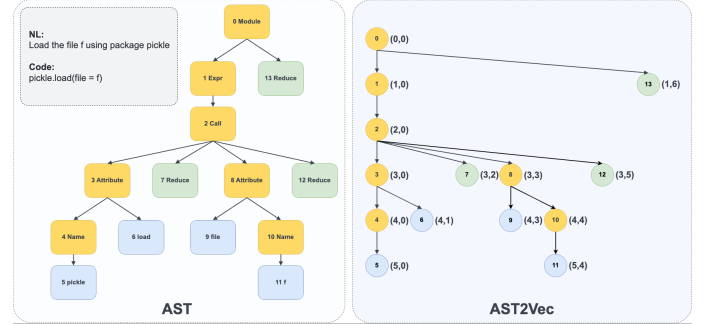 NL:
Load the file f using package pickle
Code:
pickle.load(file = f)
0 Module
1 Expr
13 Reduce
2 Call
3 Attribute
7 Reduce
8 Attribute
12 Reduce
4 Name
6 load
9 file
10 Name
5 pickle
11 f
AST
0 (0,0)
1 (1,0)
13 (1,6)
2 (2,0)
3 (3,0)
7 (3,2)
8 (3,3)
12 (3,5)
4 (4,0)
6 (4,1)
9 (4,3)
10 (4,4)
5 (5,0)
11 (5,4)
AST2Vec